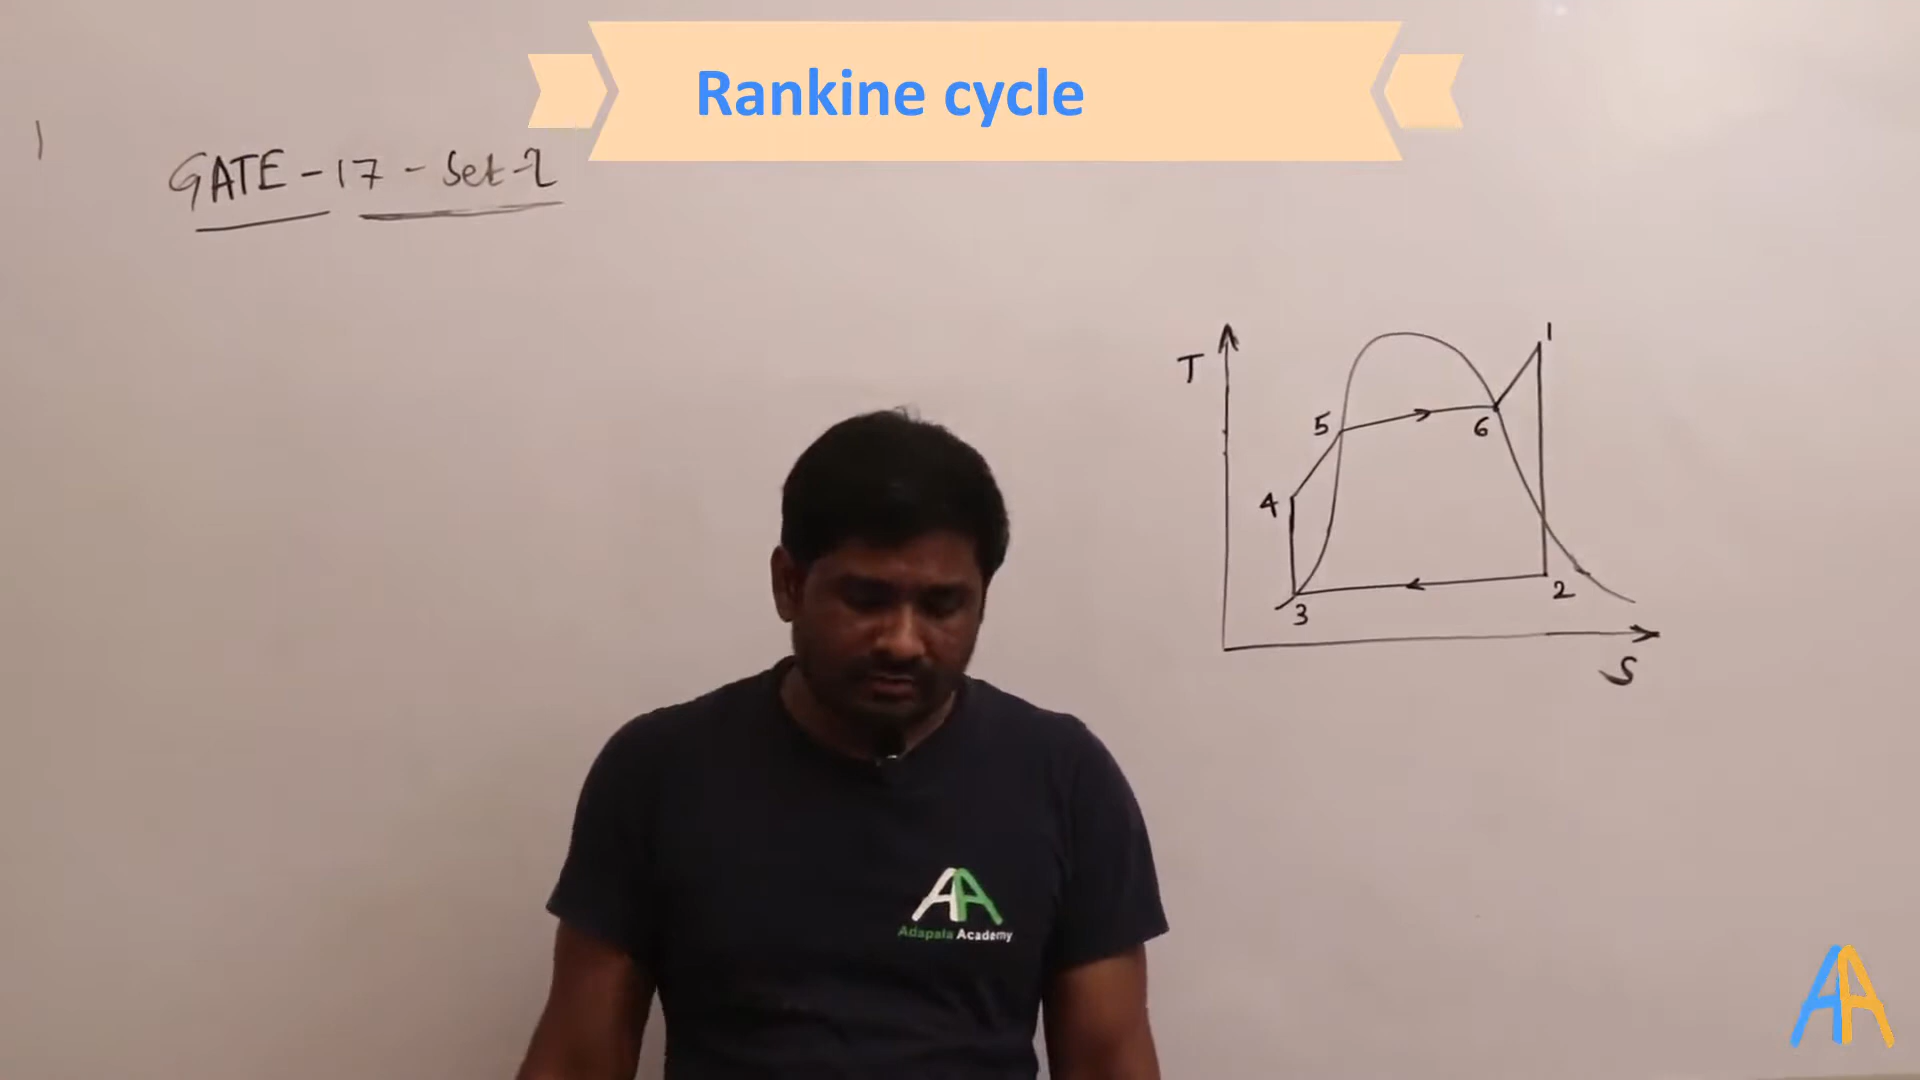 Rankine cycle
GATE - 17 - Set - 2
T
1
5
6
4
2
3
S
Adapala Academy